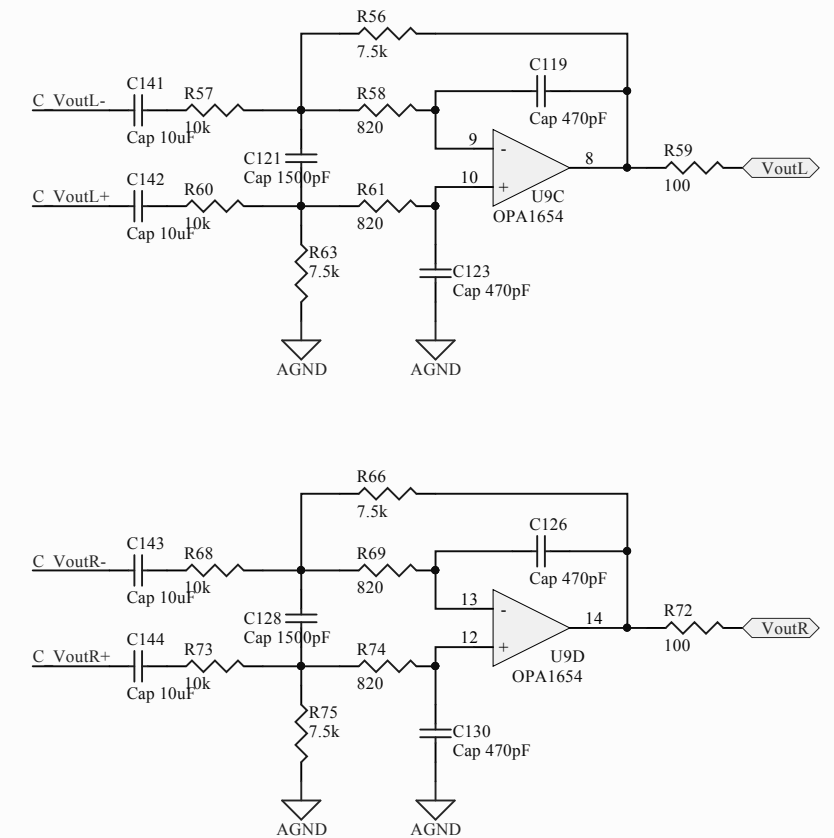 R56
7.5k
C141
C_VoutL-
R57
10k
Cap 10uF
R58
820
C119
Cap 470pF
9
-
8
R59
100
VoutL
C121
Cap 1500pF
C142
C_VoutL+
R60
10k
Cap 10uF
R61
820
10
+
U9C
OPA1654
R63
7.5k
C123
Cap 470pF
AGND
AGND
R66
7.5k
C143
C_VoutR-
R68
10k
Cap 10uF
R69
820
C126
Cap 470pF
13
-
14
R72
100
VoutR
C128
Cap 1500pF
C144
C_VoutR+
R73
10k
Cap 10uF
R74
820
12
+
U9D
OPA1654
R75
7.5k
C130
Cap 470pF
AGND
AGND